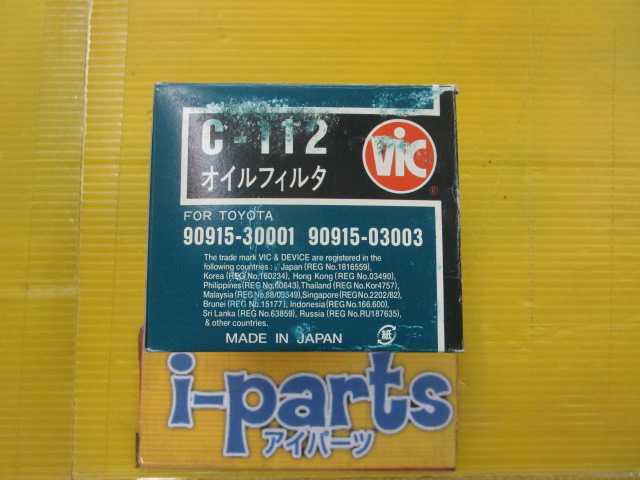 C-112
VIC
®
オイルフィルタ
FOR TOYOTA
90915-30001 90915-03003
The trade mark VIC & DEVICE are registered in the
following countries : Japan (REG No.1616559),
Korea (REG No.160234), Hong Kong (REG No.03490),
Philippines (REG No.60643), Thailand (REG No.Kor4757),
Malaysia (REG No.88/03549), Singapore (REG No.2202/82),
Brunei (REG No.15177), Indonesia (REG No.166.600),
Sri Lanka (REG No.63859), Russia (REG No.RU187635),
& other countries.
MADE IN JAPAN
紙
i-parts
アイパーツ